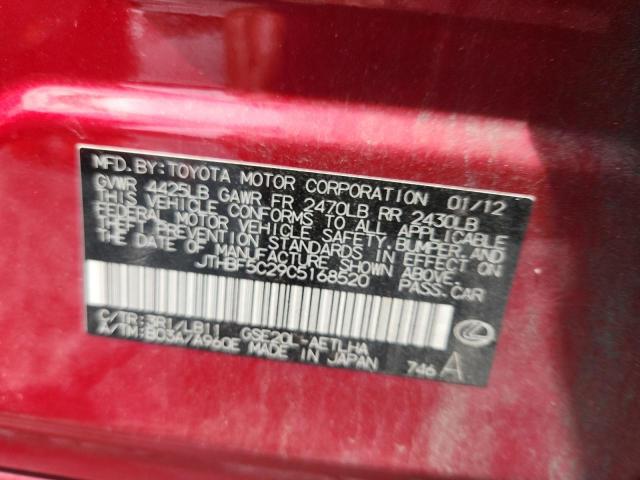 MFD. BY: TOYOTA MOTOR CORPORATION 01/12
GVWR 4425LB GAWR FR 2470LB RR 2430LB
THIS VEHICLE CONFORMS TO ALL APPLICABLE
FEDERAL MOTOR VEHICLE SAFETY, BUMPER, AND
THEFT PREVENTION STANDARDS IN EFFECT ON
THE DATE OF MANUFACTURE SHOWN ABOVE.
JTHBF5C29C5168520 PASS. CAR
C/TR: 3R1/LB11 GSE20L-AETLHA
A/TM: B03A/A960E MADE IN JAPAN
746 A